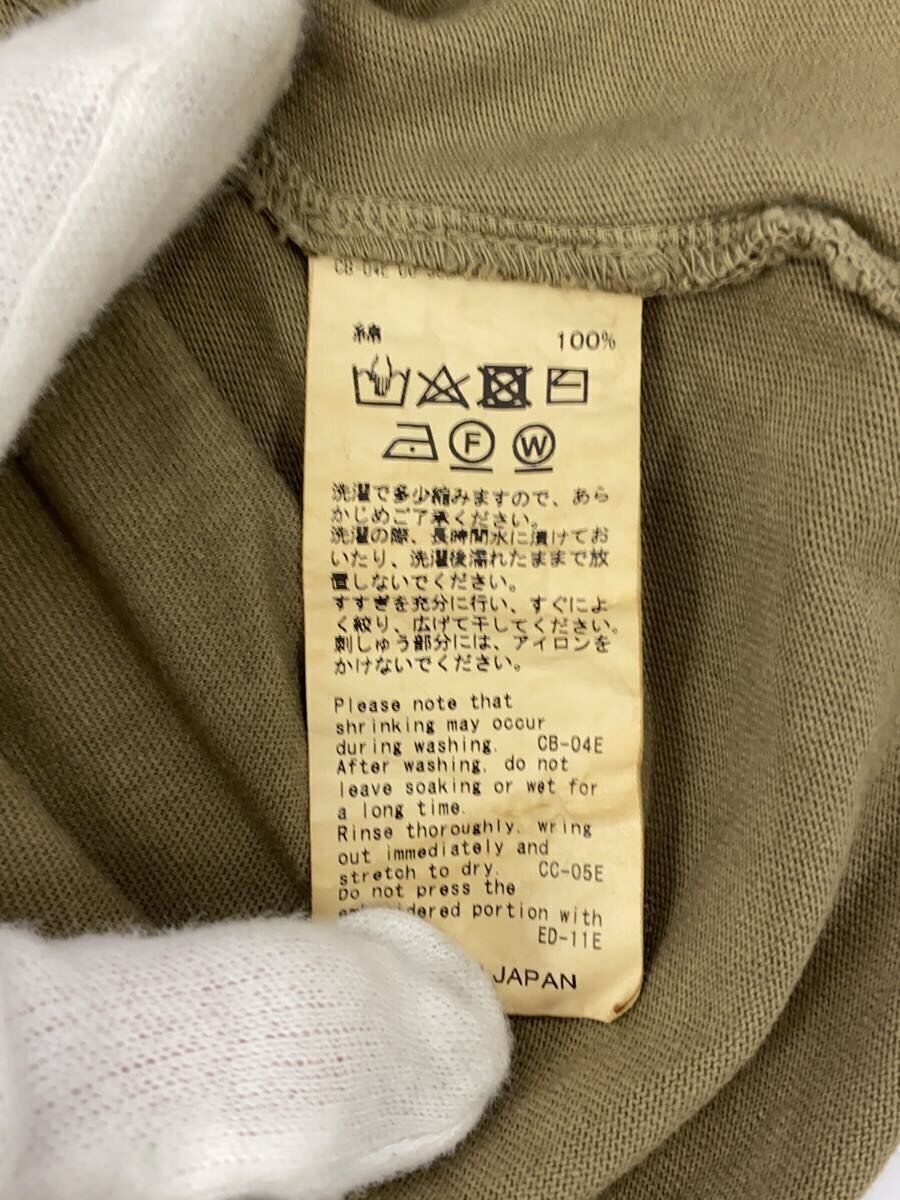 CB-04E
綿 100%
F W
洗濯で多少縮みますので、あら
かじめご了承ください。
洗濯の際、長時間水に漬けてお
いたり、洗濯後濡れたままで放
置しないでください。
すすぎを充分に行い、すぐによ
く絞り、広げて干してください。
刺しゅう部分には、アイロンを
かけないでください。
Please note that
shrinking may occur
during washing. CB-04E
After washing, do not
leave soaking or wet for
a long time.
Rinse thoroughly, wring
out immediately and
stretch to dry. CC-05E
Do not press the
portion with
ED-11E
JAPAN